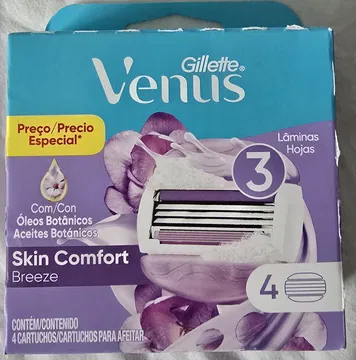 Gillette®
Venus
Preço/Precio
Especial*
3
Lâminas
Hojas
Com/Con
Óleos Botânicos
Aceites Botánicos
Skin Comfort
Breeze
4
CONTÉM/CONTENIDO
4 CARTUCHOS/CARTUCHOS PARA AFEITAR